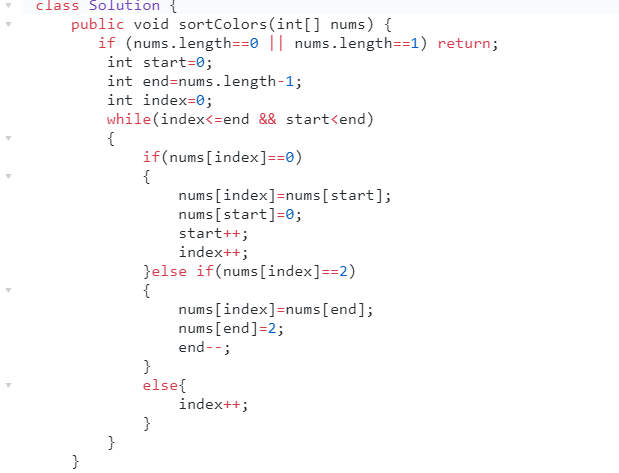 class Solution {
    public void sortColors(int[] nums) {
       if (nums.length==0 || nums.length==1) return;
        int start=0;
        int end=nums.length-1;
        int index=0;
        while(index<=end && start<end)
        {
            if(nums[index]==0)
            {
                nums[index]=nums[start];
                nums[start]=0;
                start++;
                index++;
            }else if(nums[index]==2)
            {
                nums[index]=nums[end];
                nums[end]=2;
                end--;
            }
            else{
                index++;
            }
        }
    }